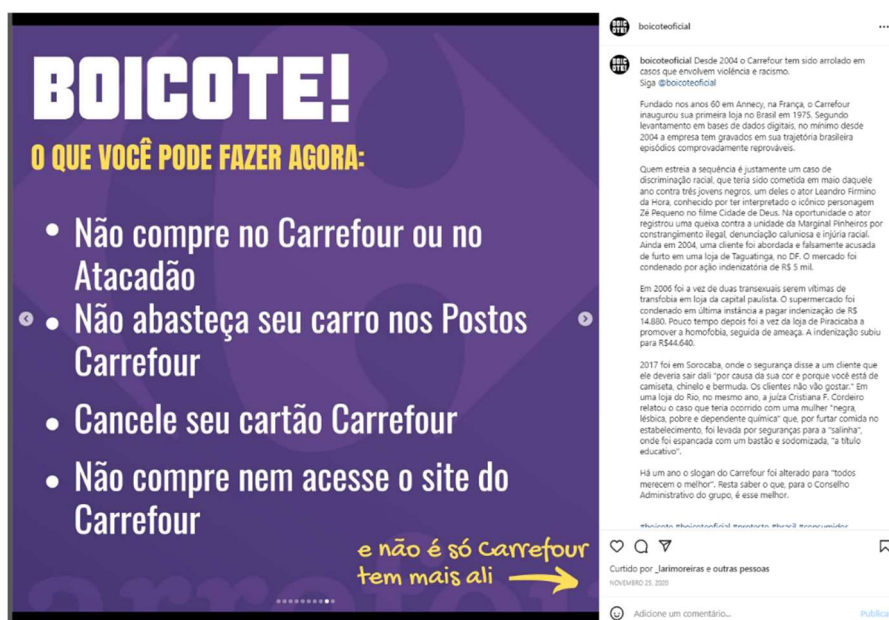 BOICOTE!
O QUE VOCÊ PODE FAZER AGORA:
• Não compre no Carrefour ou no
Atacadão
• Não abasteça seu carro nos Postos
Carrefour
• Cancele seu cartão Carrefour
• Não compre nem acesse o site do
Carrefour
e não é só Carrefour
tem mais ali
arrefou
BOIC
OTE!
boicoteoficial
BOIC
OTE!
boicoteoficial Desde 2004 o Carrefour tem sido arrolado em
casos que envolvem violência e racismo.
Siga @boicoteoficial
Fundado nos anos 60 em Annecy, na França, o Carrefour
inaugurou sua primeira loja no Brasil em 1975. Segundo
levantamento em bases de dados digitais, no mínimo desde
2004 a empresa tem gravados em sua trajetória brasileira
episódios comprovadamente reprováveis.
Quem estreia a sequência é justamente um caso de
discriminação racial, que teria sido cometida em maio daquele
ano contra três jovens negros, um deles o ator Leandro Firmino
da Hora, conhecido por ter interpretado o icônico personagem
Zé Pequeno no filme Cidade de Deus. Na oportunidade o ator
registrou uma queixa contra a unidade da Marginal Pinheiros por
constrangimento ilegal, denunciação caluniosa e injúria racial.
Ainda em 2004, uma cliente foi abordada e falsamente acusada
de furto em uma loja de Taguatinga, no DF. O mercado foi
condenado por ação indenizatória de R$ 5 mil.
Em 2006 foi a vez de duas transexuais serem vítimas de
transfobia em loja da capital paulista. O supermercado foi
condenado em última instância a pagar indenização de R$
14.880. Pouco tempo depois foi a vez da loja de Piracicaba a
promover a homofobia, seguida de ameaça. A indenização subiu
para R$44.640.
2017 foi em Sorocaba, onde o segurança disse a um cliente que
ele deveria sair dali "por causa da sua cor e porque você está de
camiseta, chinelo e bermuda. Os clientes não vão gostar." Em
uma loja do Rio, no mesmo ano, a juíza Cristiana F. Cordeiro
relatou o caso que teria ocorrido com uma mulher "negra,
lésbica, pobre e dependente química" que, por furtar comida no
estabelecimento, foi levada por seguranças para a "salinha",
onde foi espancada com um bastão e sodomizada, "a título
educativo".
Há um ano o slogan do Carrefour foi alterado para "todos
merecem o melhor". Resta saber o que, para o Conselho
Administrativo do grupo, é esse melhor.
#boicote #boicoteoficial #protesto #brasil #consumidor
Curtido por _larimoreiras e outras pessoas
NOVEMBRO 25, 2020
Adicione um comentário...
Publicar